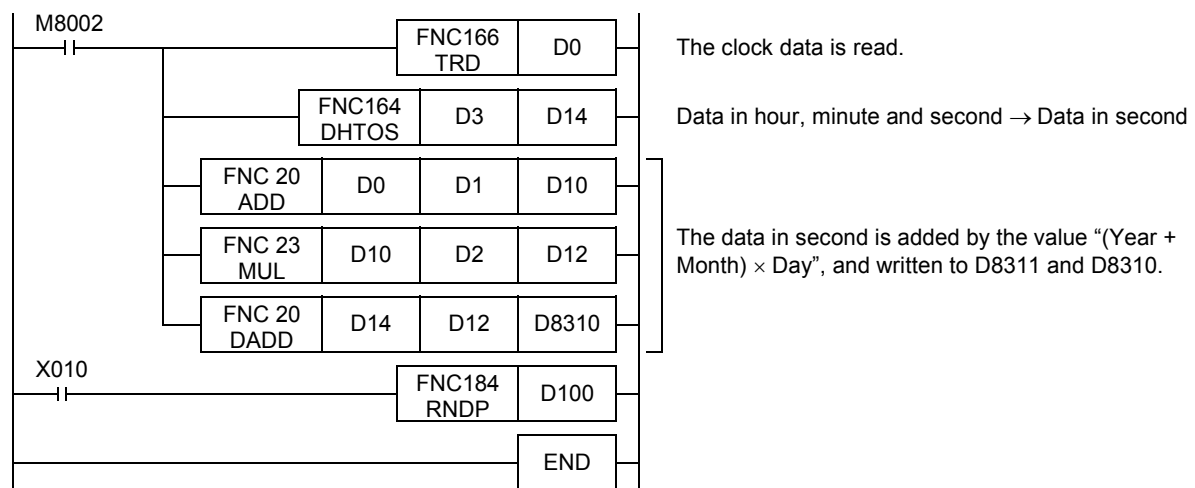 M8002
FNC166 TRD D0
The clock data is read.
FNC164 DHTOS D3 D14
Data in hour, minute and second → Data in second
FNC 20 ADD D0 D1 D10
FNC 23 MUL D10 D2 D12
The data in second is added by the value “(Year +
Month) × Day”, and written to D8311 and D8310.
FNC 20 DADD D14 D12 D8310
X010
FNC184 RNDP D100
END